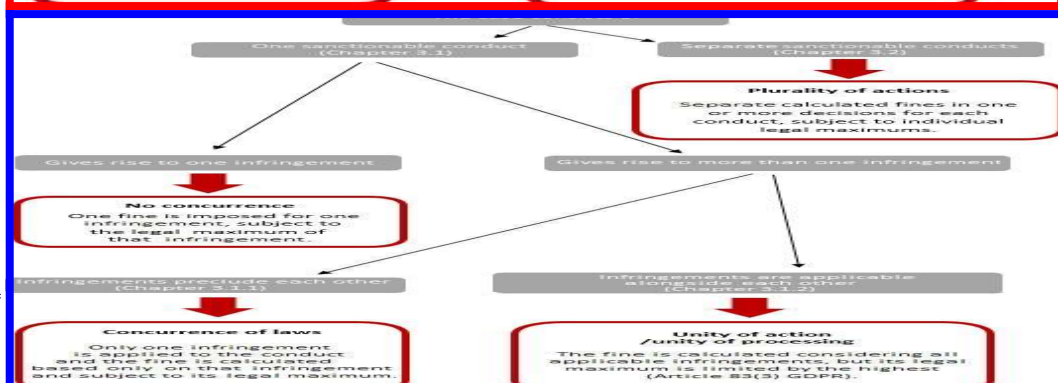 One sanctionable conduct
(Chapter 3.1)
Separate sanctionable conducts
(Chapter 3.2)
Plurality of actions
Separate calculated fines in one
or more decisions for each
conduct, subject to individual
legal maximums.
Gives rise to one infringement
Gives rise to more than one infringement
No concurrence
One fine is imposed for one
infringement, subject to
the legal maximum of
that infringement.
Infringements preclude each other
(Chapter 3.1.1)
Infringements are applicable
alongside each other
(Chapter 3.1.2)
Concurrence of laws
Only one infringement
is applied to the conduct
and the fine is calculated
based only on that infringement
and subject to its legal maximum.
Unity of action
/unity of processing
The fine is calculated considering all
applicable infringements, but its legal
maximum is limited by the highest
(Article 83(3) GDPR).